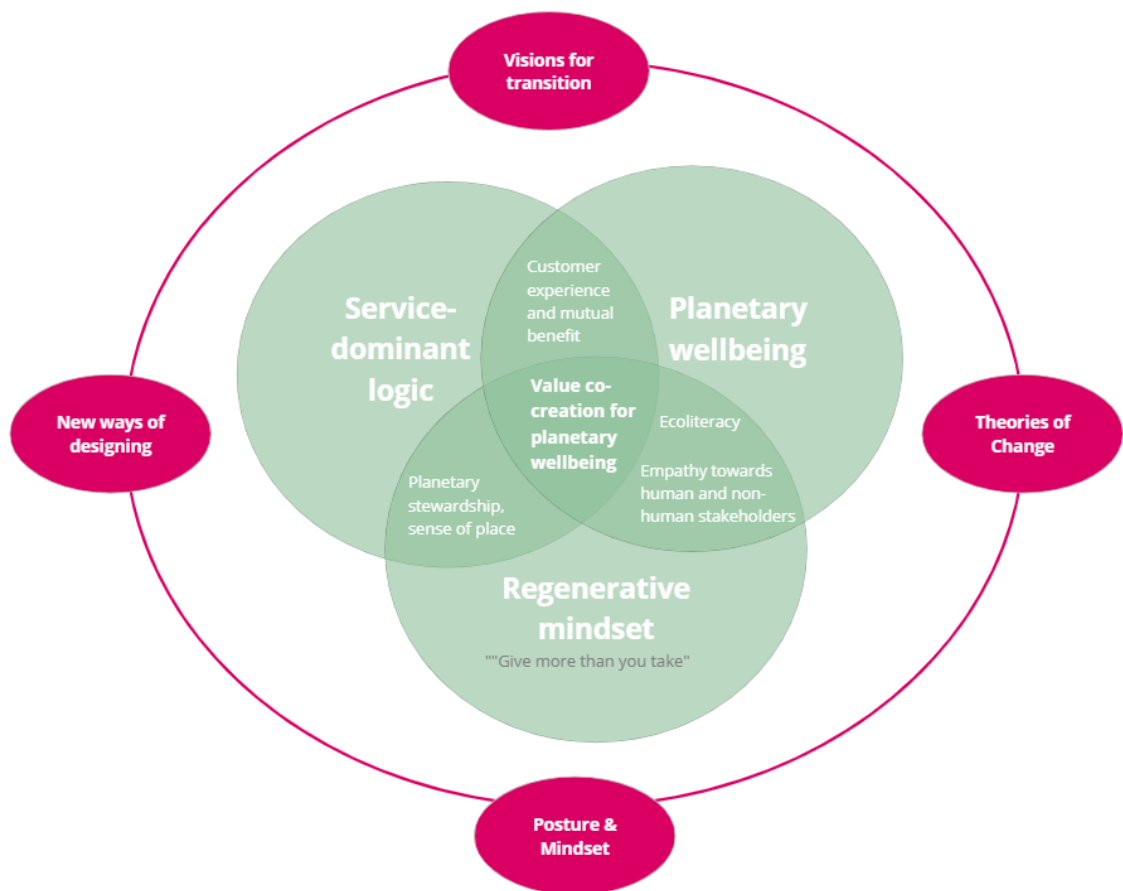 Visions for
transition
Customer
experience
and mutual
benefit
Service-
dominant
logic
Planetary
wellbeing
Value co-
creation for
planetary
wellbeing
Ecoliteracy
New ways of
designing
Theories of
Change
Planetary
stewardship,
sense of place
Empathy towards
human and non-
human stakeholders
Regenerative
mindset
""Give more than you take"
Posture &
Mindset